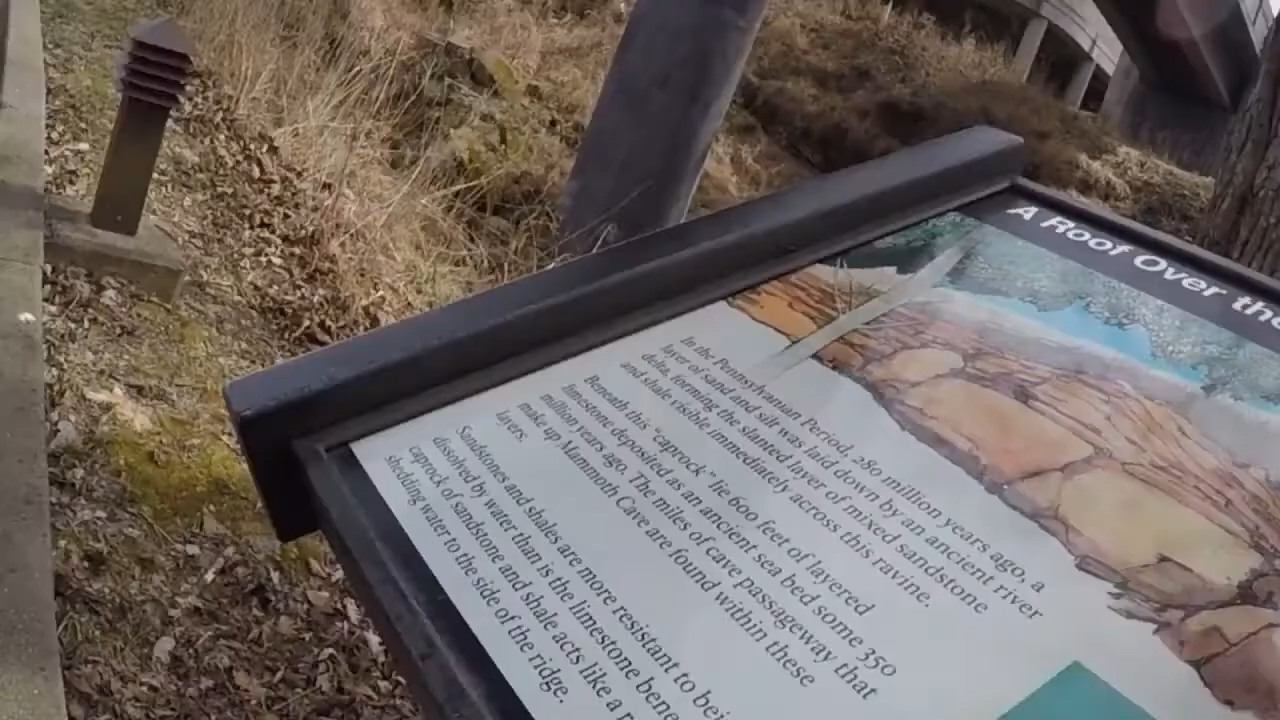 A Roof Over the
In the Pennsylvanian Period, 280 million years ago, a
layer of sand and silt was laid down by an ancient river
delta, forming the slanted layer of mixed sandstone
and shale visible immediately across this ravine.
Beneath this "caprock" lie 600 feet of layered
limestone deposited as an ancient sea bed some 350
million years ago. The miles of cave passageway that
make up Mammoth Cave are found within these
layers.
Sandstones and shales are more resistant to bei
dissolved by water than is the limestone bene
caprock of sandstone and shale acts like a r
shedding water to the side of the ridge.